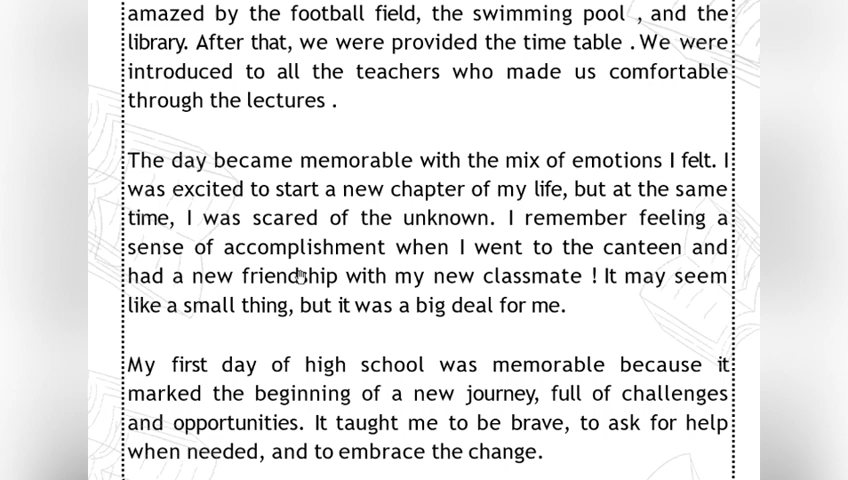 amazed by the football field, the swimming pool , and the
library. After that, we were provided the time table . We were
introduced to all the teachers who made us comfortable
through the lectures .
The day became memorable with the mix of emotions I felt. I
was excited to start a new chapter of my life, but at the same
time, I was scared of the unknown. I remember feeling a
sense of accomplishment when I went to the canteen and
had a new friendship with my new classmate ! It may seem
like a small thing, but it was a big deal for me.
My first day of high school was memorable because it
marked the beginning of a new journey, full of challenges
and opportunities. It taught me to be brave, to ask for help
when needed, and to embrace the change.